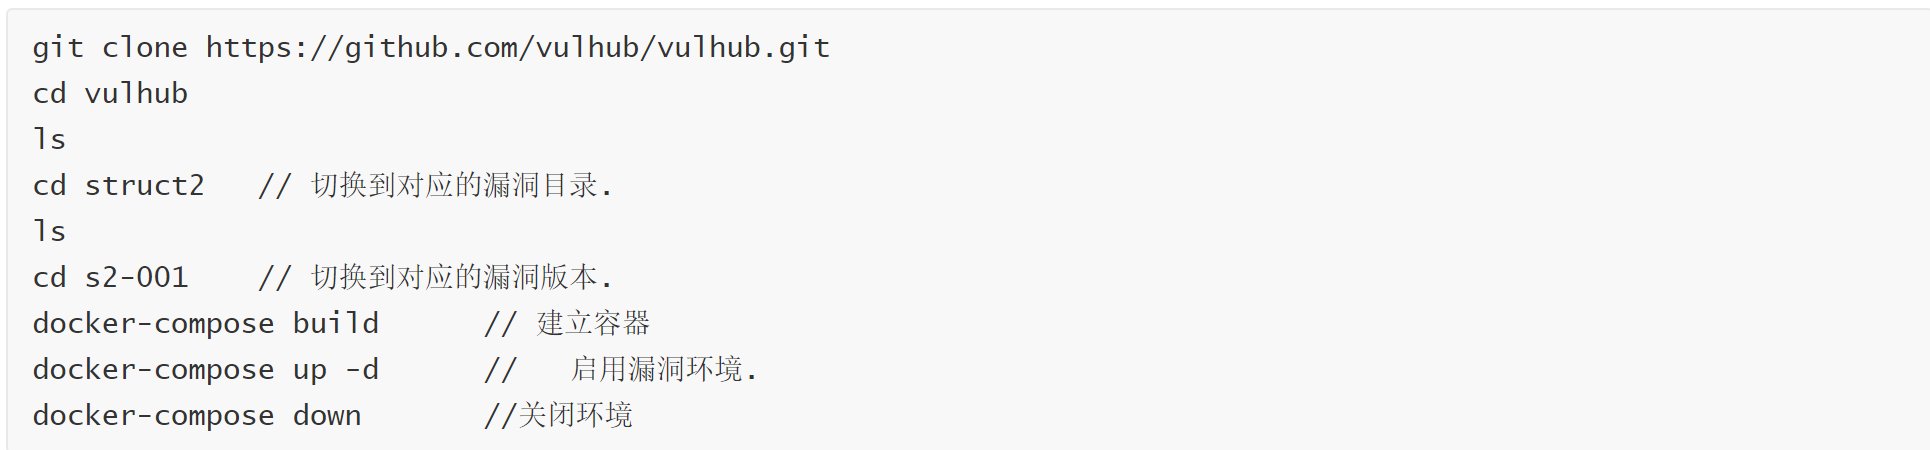 git clone https://github.com/vulhub/vulhub.git
cd vulhub
ls
cd struct2   // 切换到对应的漏洞目录.
ls
cd s2-001    // 切换到对应的漏洞版本.
docker-compose build      // 建立容器
docker-compose up -d      //   启用漏洞环境.
docker-compose down       //关闭环境